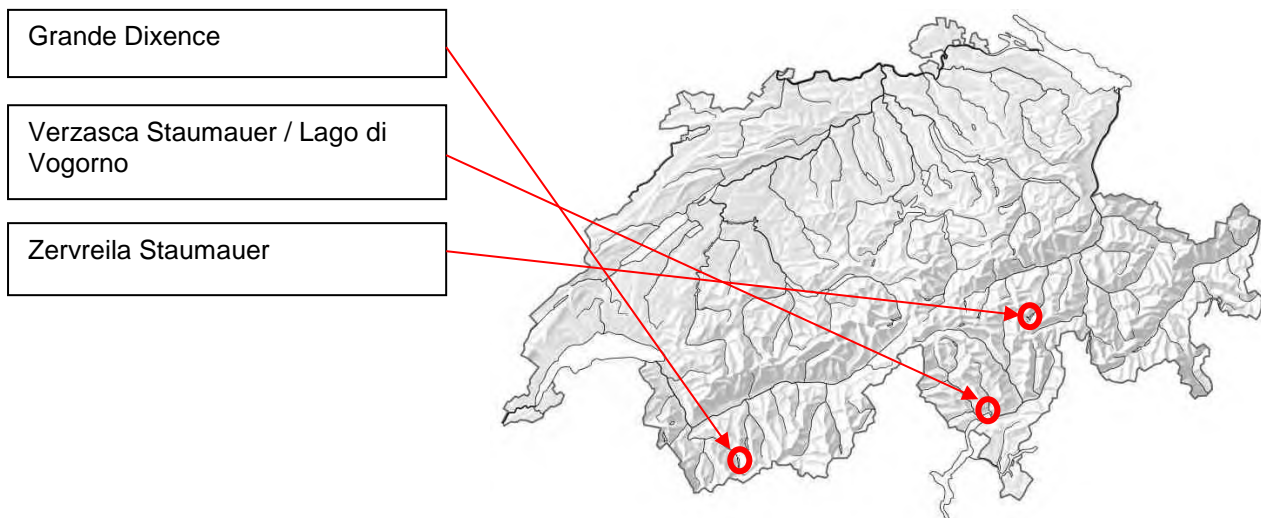 Grande Dixence
Verzasca Staumauer / Lago di
Vogorno
Zervreila Staumauer